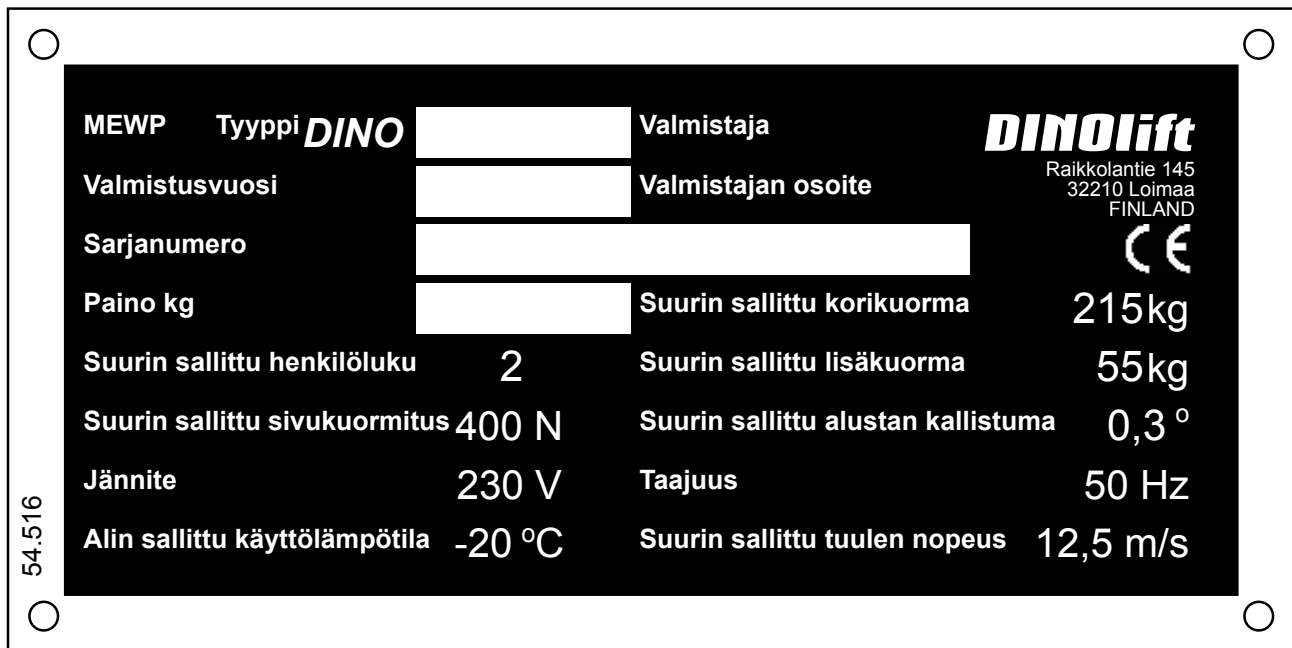 MEWP Tyyppi DINO Valmistaja DINOlift
Raikkolantie 145
Valmistusvuosi Valmistajan osoite 32210 Loimaa
FINLAND
Sarjanumero CE
Paino kg Suurin sallittu korikuorma 215kg
Suurin sallittu henkilöluku 2 Suurin sallittu lisäkuorma 55kg
Suurin sallittu sivukuormitus 400 N Suurin sallittu alustan kallistuma 0,3 º
Jännite 230 V Taajuus 50 Hz
Alin sallittu käyttölämpötila -20 ºC Suurin sallittu tuulen nopeus 12,5 m/s
54.516